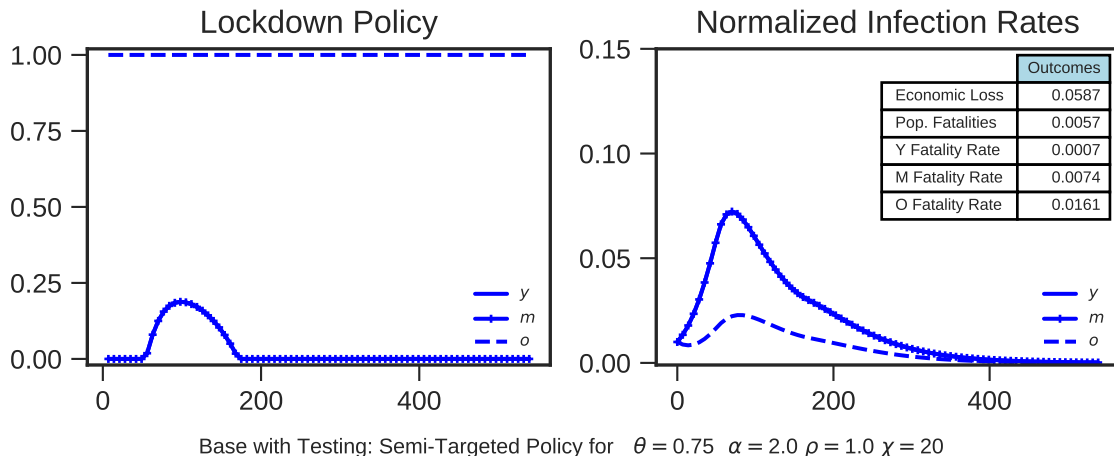 Lockdown Policy
1.00
0.75
0.50
0.25
0.00
0
200
400
y
m
o
Normalized Infection Rates
0.15
0.10
0.05
0.00
0
200
400
Outcomes
Economic Loss 0.0587
Pop. Fatalities 0.0057
Y Fatality Rate 0.0007
M Fatality Rate 0.0074
O Fatality Rate 0.0161
y
m
o
Base with Testing: Semi-Targeted Policy for θ = 0.75 α = 2.0 ρ = 1.0 χ = 20